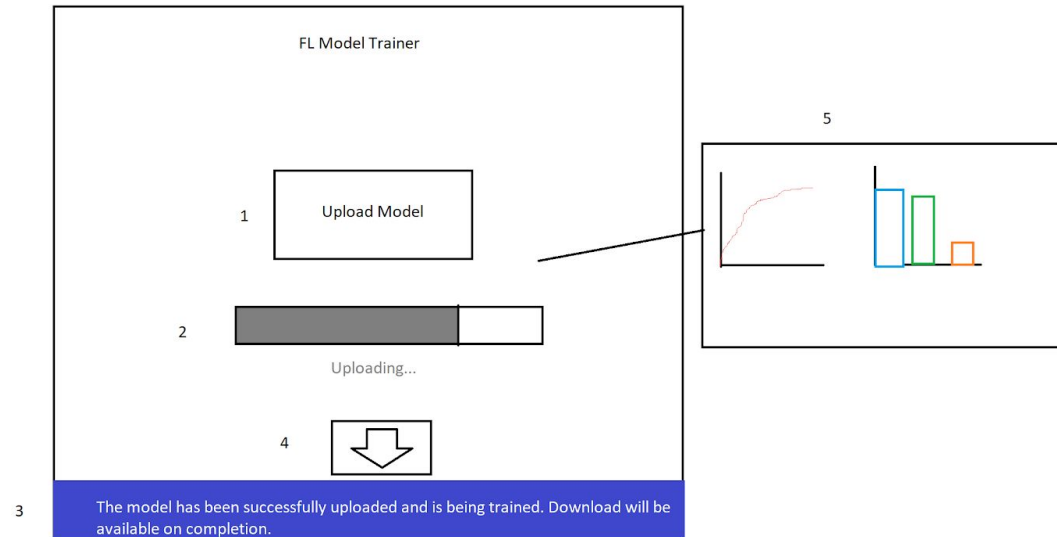 FL Model Trainer
5
1
Upload Model
2
Uploading...
4
3
The model has been successfully uploaded and is being trained. Download will be
available on completion.